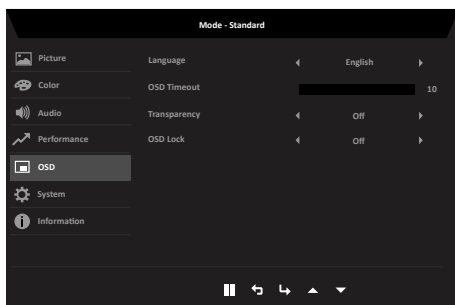 Mode - Standard
Picture
Language English
Color
OSD Timeout 10
Audio
Transparency Off
Performance
OSD Lock Off
OSD
System
Information